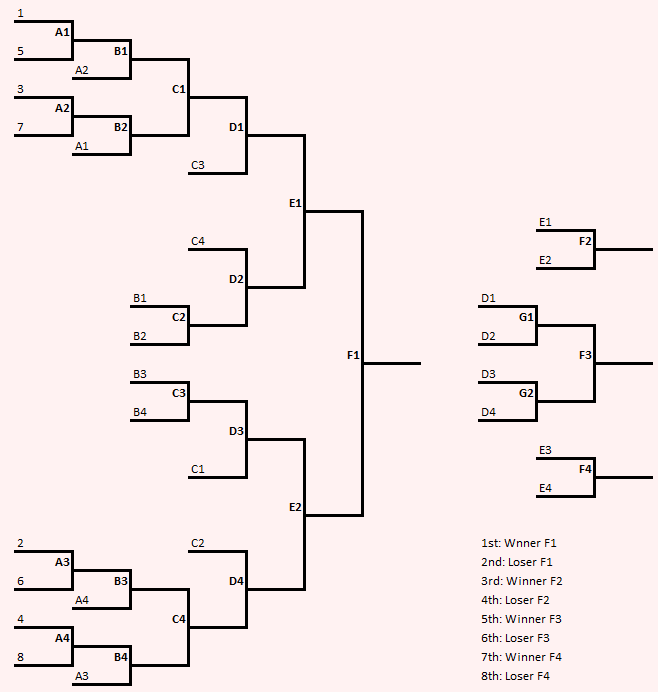 1
A1
5
B1
A2
3
C1
A2
7
B2
D1
A1
C3
E1
C4
D2
B1
C2
B2
F1
B3
C3
B4
D3
C1
E2
2
C2
A3
6
B3
D4
A4
4
C4
A4
8
B4
A3
E1
F2
E2
D1
G1
D2
F3
D3
G2
D4
E3
F4
E4
1st: Wnner F1
2nd: Loser F1
3rd: Winner F2
4th: Loser F2
5th: Winner F3
6th: Loser F3
7th: Winner F4
8th: Loser F4